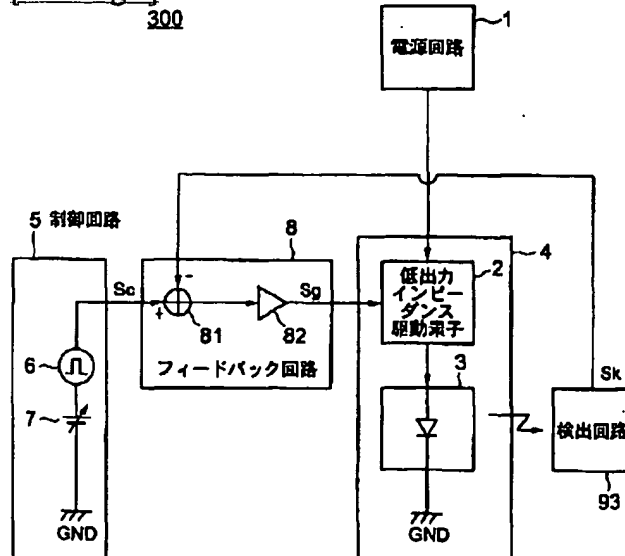 300
1
電源回路
5 制御回路
8
4
Sc
-
+
81
82
Sg
2
低出力
インピー
ダンス
駆動素子
フィードバック回路
6
7
3
Sk
検出回路
93
GND
GND